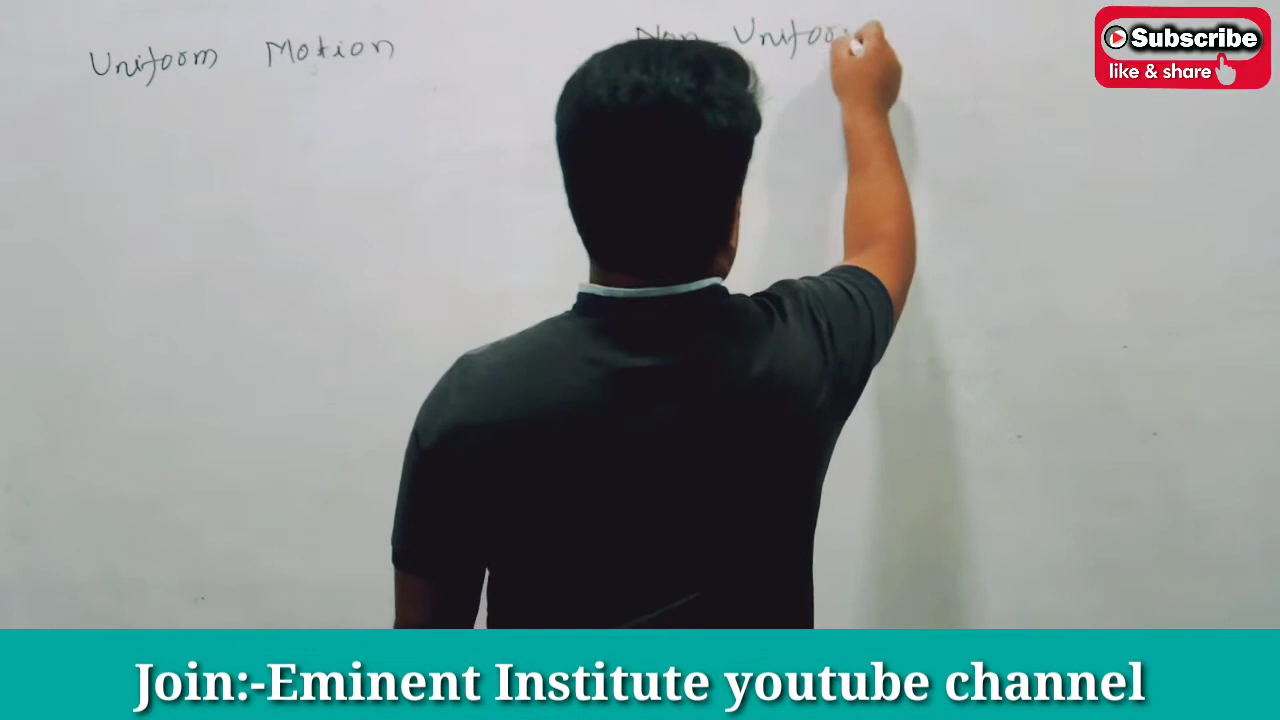 Uniform Motion
Non Uniform
Subscribe
like & share
Join:-Eminent Institute youtube channel